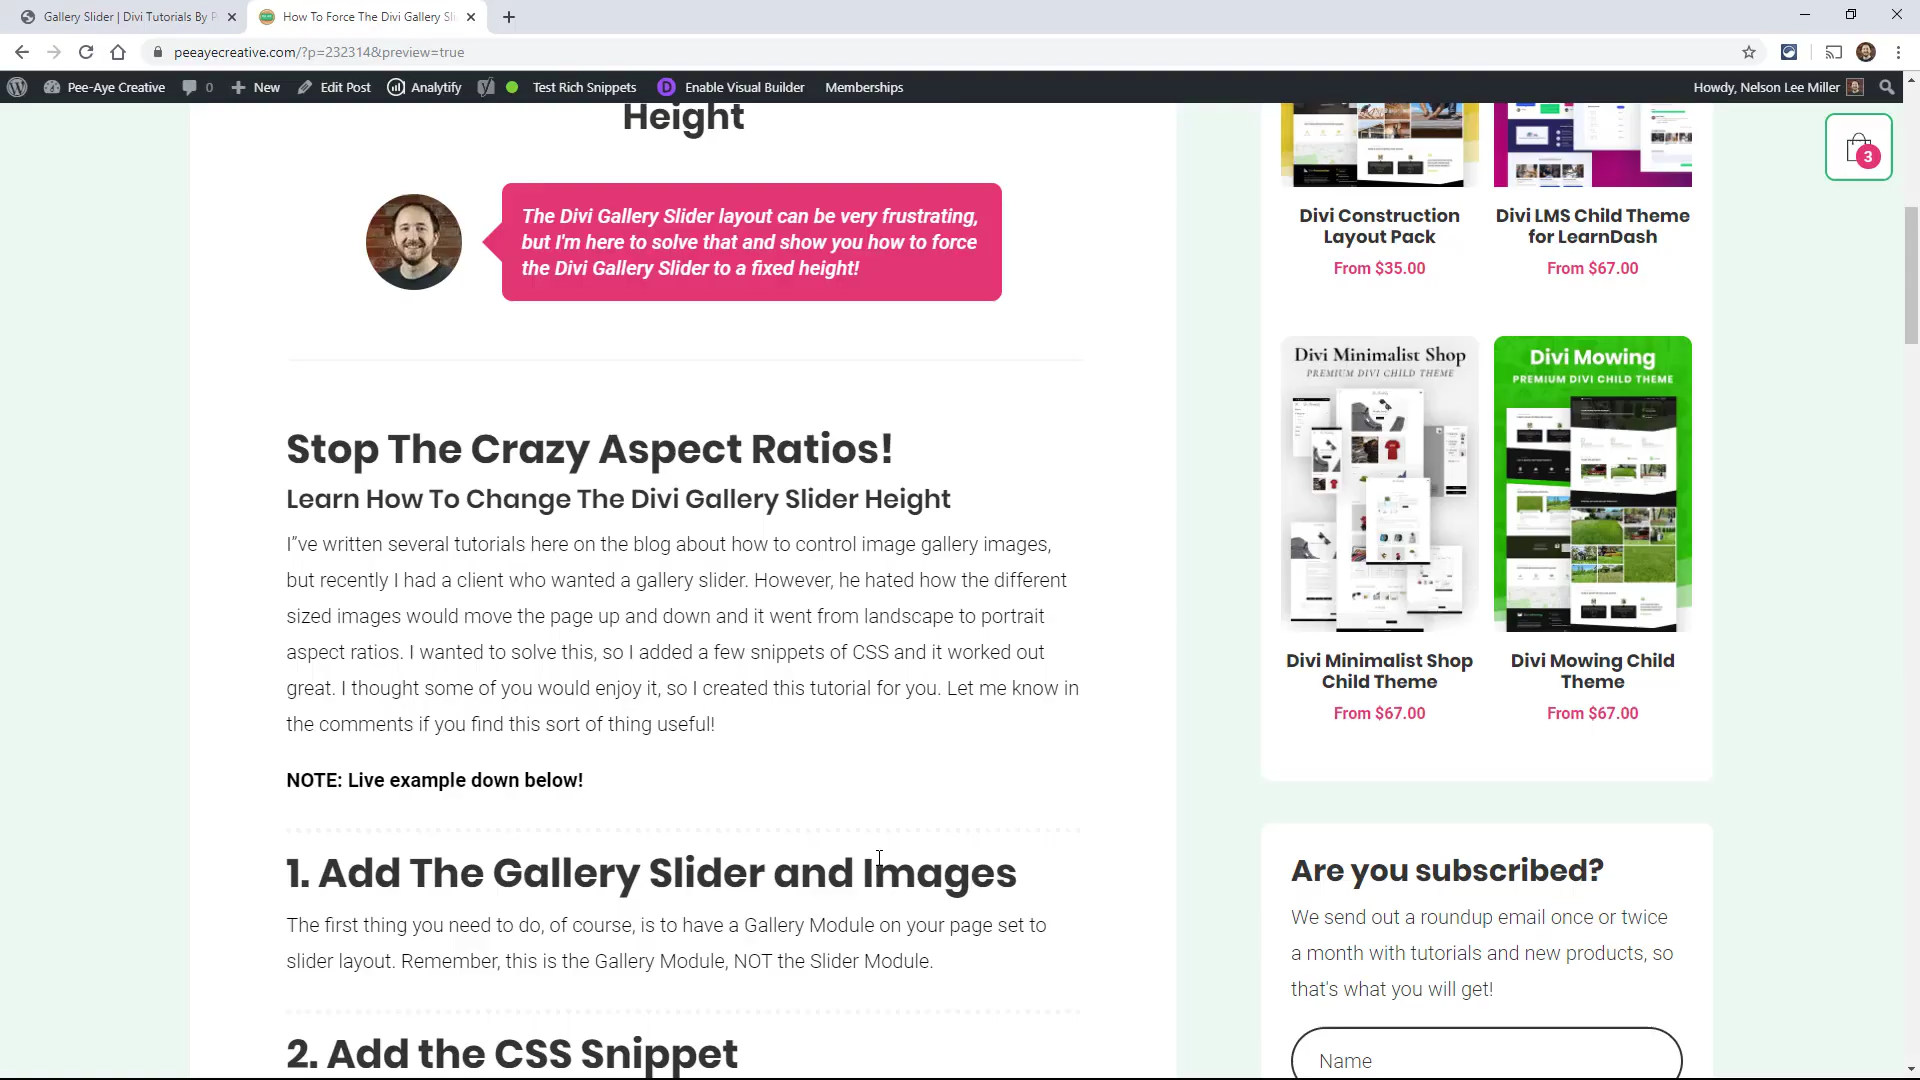 Gallery Slider | Divi Tutorials By P
How To Force The Divi Gallery Sli
peeayecreative.com/?p=232314&preview=true
Pee-Aye Creative 0 New Edit Post Analytify Test Rich Snippets Enable Visual Builder Memberships Howdy, Nelson Lee Miller
3
Height
The Divi Gallery Slider layout can be very frustrating,
but I'm here to solve that and show you how to force
the Divi Gallery Slider to a fixed height!
Stop The Crazy Aspect Ratios!
Learn How To Change The Divi Gallery Slider Height
I"ve written several tutorials here on the blog about how to control image gallery images,
but recently I had a client who wanted a gallery slider. However, he hated how the different
sized images would move the page up and down and it went from landscape to portrait
aspect ratios. I wanted to solve this, so I added a few snippets of CSS and it worked out
great. I thought some of you would enjoy it, so I created this tutorial for you. Let me know in
the comments if you find this sort of thing useful!
NOTE: Live example down below!
1. Add The Gallery Slider and Images
The first thing you need to do, of course, is to have a Gallery Module on your page set to
slider layout. Remember, this is the Gallery Module, NOT the Slider Module.
2. Add the CSS Snippet
Divi Construction
Layout Pack
From $35.00
Divi LMS Child Theme
for LearnDash
From $67.00
Divi Minimalist Shop
PREMIUM DIVI CHILD THEME
Divi Mowing
PREMIUM DIVI CHILD THEME
Divi Minimalist Shop
Child Theme
From $67.00
Divi Mowing Child
Theme
From $67.00
Are you subscribed?
We send out a roundup email once or twice
a month with tutorials and new products, so
that's what you will get!
Name